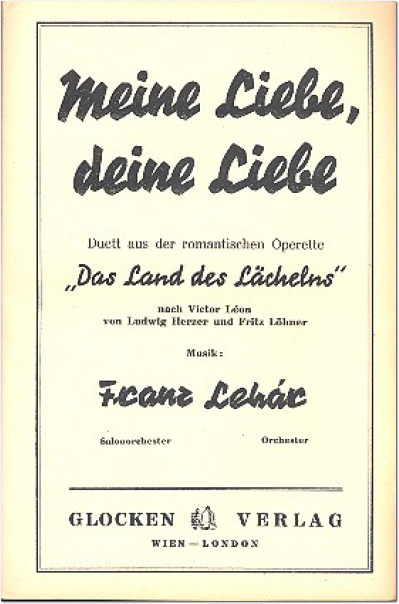 Meine Liebe,
deine Liebe
Duett aus der romantischen Operette
„Das Land des Lächelns“
nach Victor Léon
von Ludwig Herzer und Fritz Löhner
Musik:
Franz Lehár
Salonorchester Orchester
GLOCKEN VERLAG
WIEN — LONDON